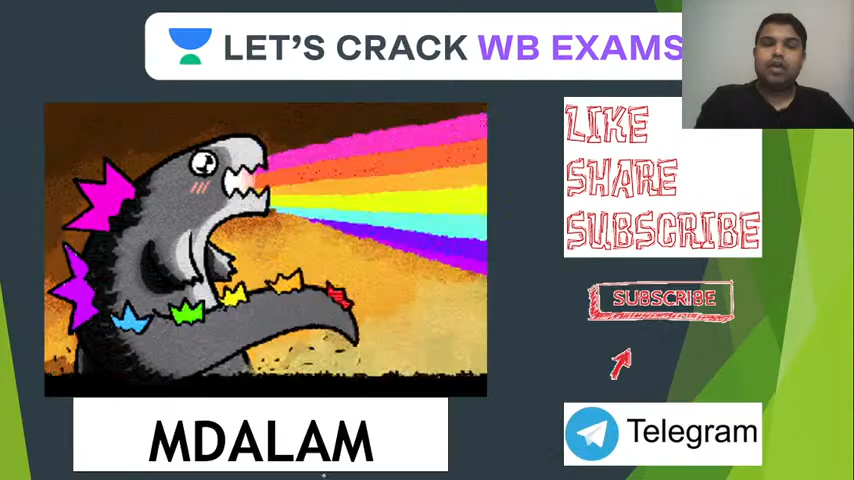 LET'S CRACK WB EXAMS
LIKE
SHARE
SUBSCRIBE
SUBSCRIBE
MDALAM
Telegram